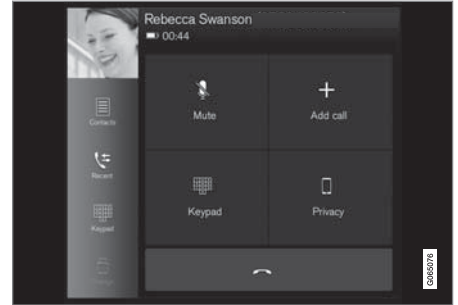 Rebecca Swanson
00:44
Contacts
Recent
Keypad
Mute
Add call
Keypad
Privacy
G065076